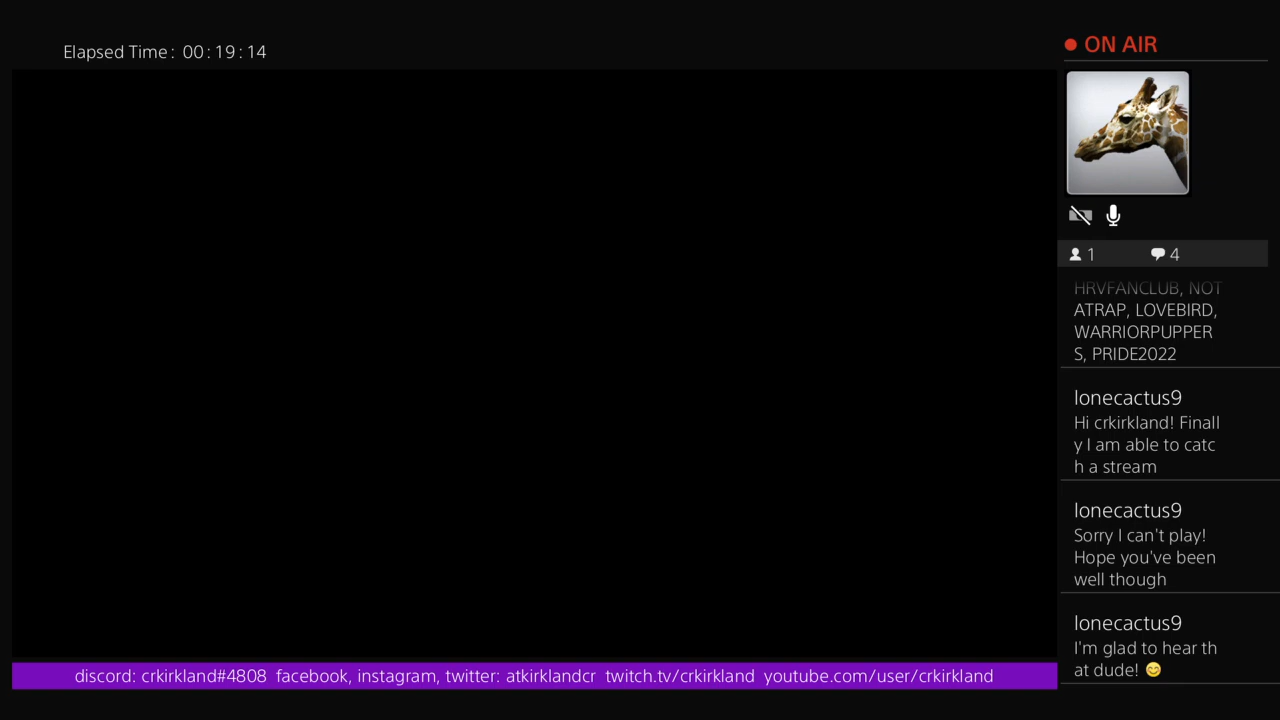 Elapsed Time: 00:19:14
ON AIR
1 4
HRVFANCLUB, NOT
ATRAP, LOVEBIRD,
WARRIORPUPPER
S, PRIDE2022
lonecactus9
Hi crkirkland! Finall
y I am able to catc
h a stream
lonecactus9
Sorry I can't play!
Hope you've been
well though
lonecactus9
I'm glad to hear th
at dude! 😊
discord: crkirkland#4808 facebook, instagram, twitter: atkirklandcr twitch.tv/crkirkland youtube.com/user/crkirkland